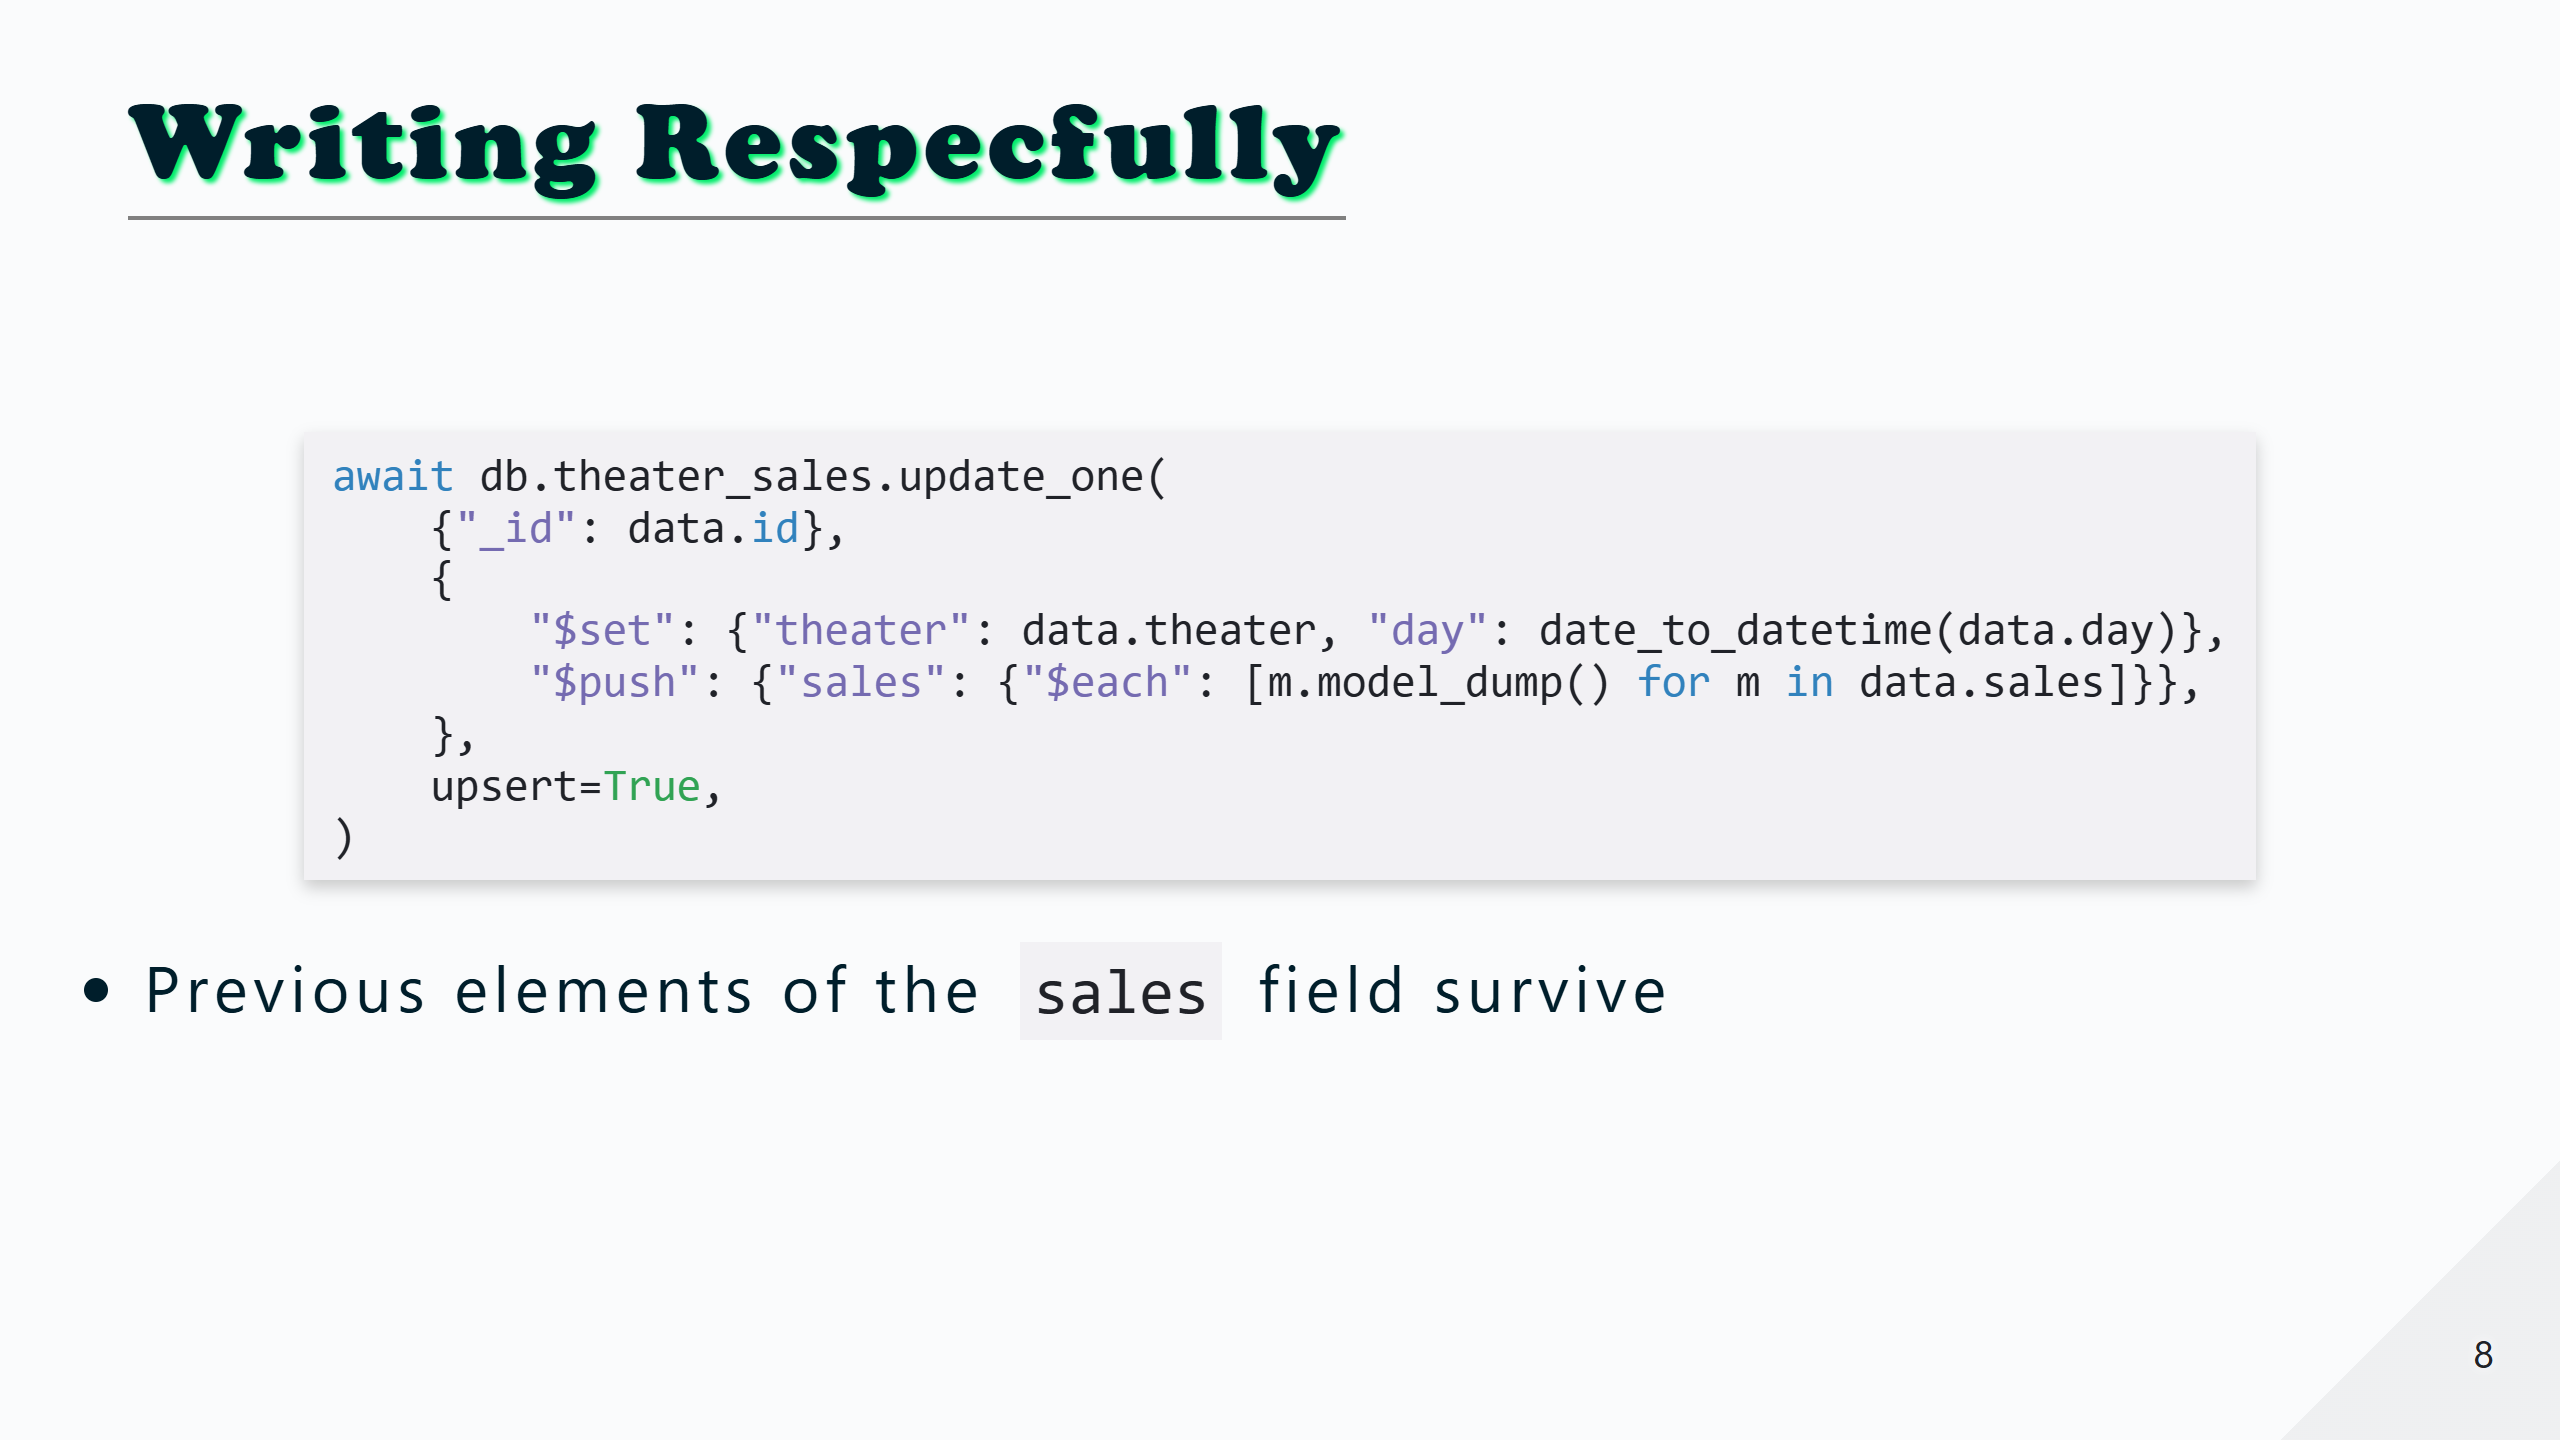 Writing Respecfully
await db.theater_sales.update_one(
    {"_id": data.id},
    {
        "$set": {"theater": data.theater, "day": date_to_datetime(data.day)},
        "$push": {"sales": {"$each": [m.model_dump() for m in data.sales]}},
    },
    upsert=True,
)
• Previous elements of the sales field survive
8